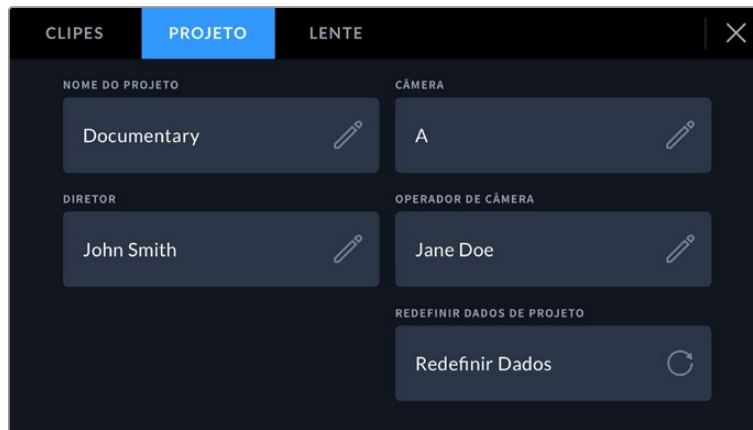 CLIPES PROJETO LENTE
NOME DO PROJETO CÂMERA
Documentary A
DIRETOR OPERADOR DE CÂMERA
John Smith Jane Doe
REDEFINIR DADOS DE PROJETO
Redefinir Dados